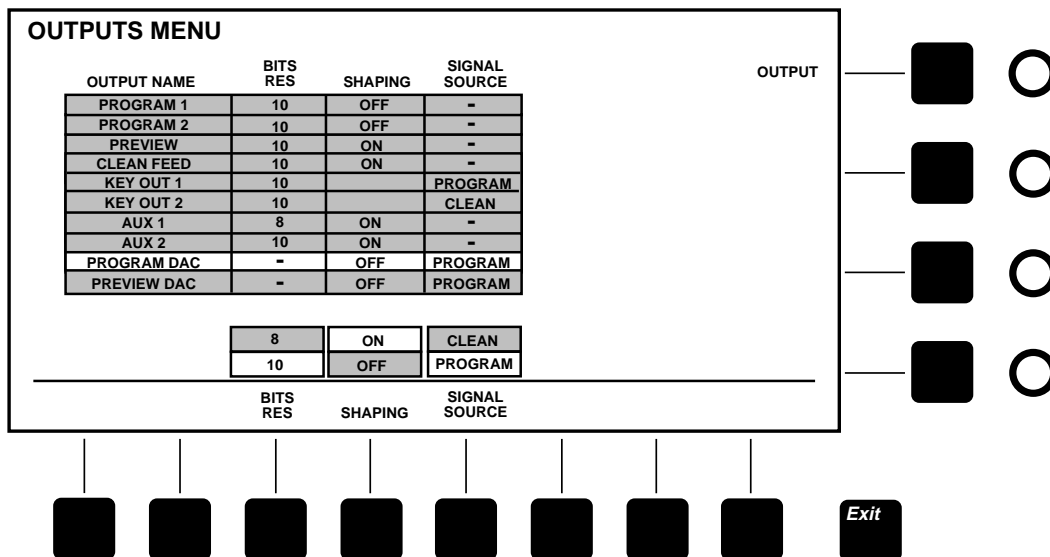 OUTPUTS MENU
OUTPUT NAME BITS RES SHAPING SIGNAL SOURCE
OUTPUT
PROGRAM 1 10 OFF -
PROGRAM 2 10 OFF -
PREVIEW 10 ON -
CLEAN FEED 10 ON -
KEY OUT 1 10 PROGRAM
KEY OUT 2 10 CLEAN
AUX 1 8 ON -
AUX 2 10 ON -
PROGRAM DAC - OFF PROGRAM
PREVIEW DAC - OFF PROGRAM
8 ON CLEAN
10 OFF PROGRAM
BITS RES SHAPING SIGNAL SOURCE
Exit